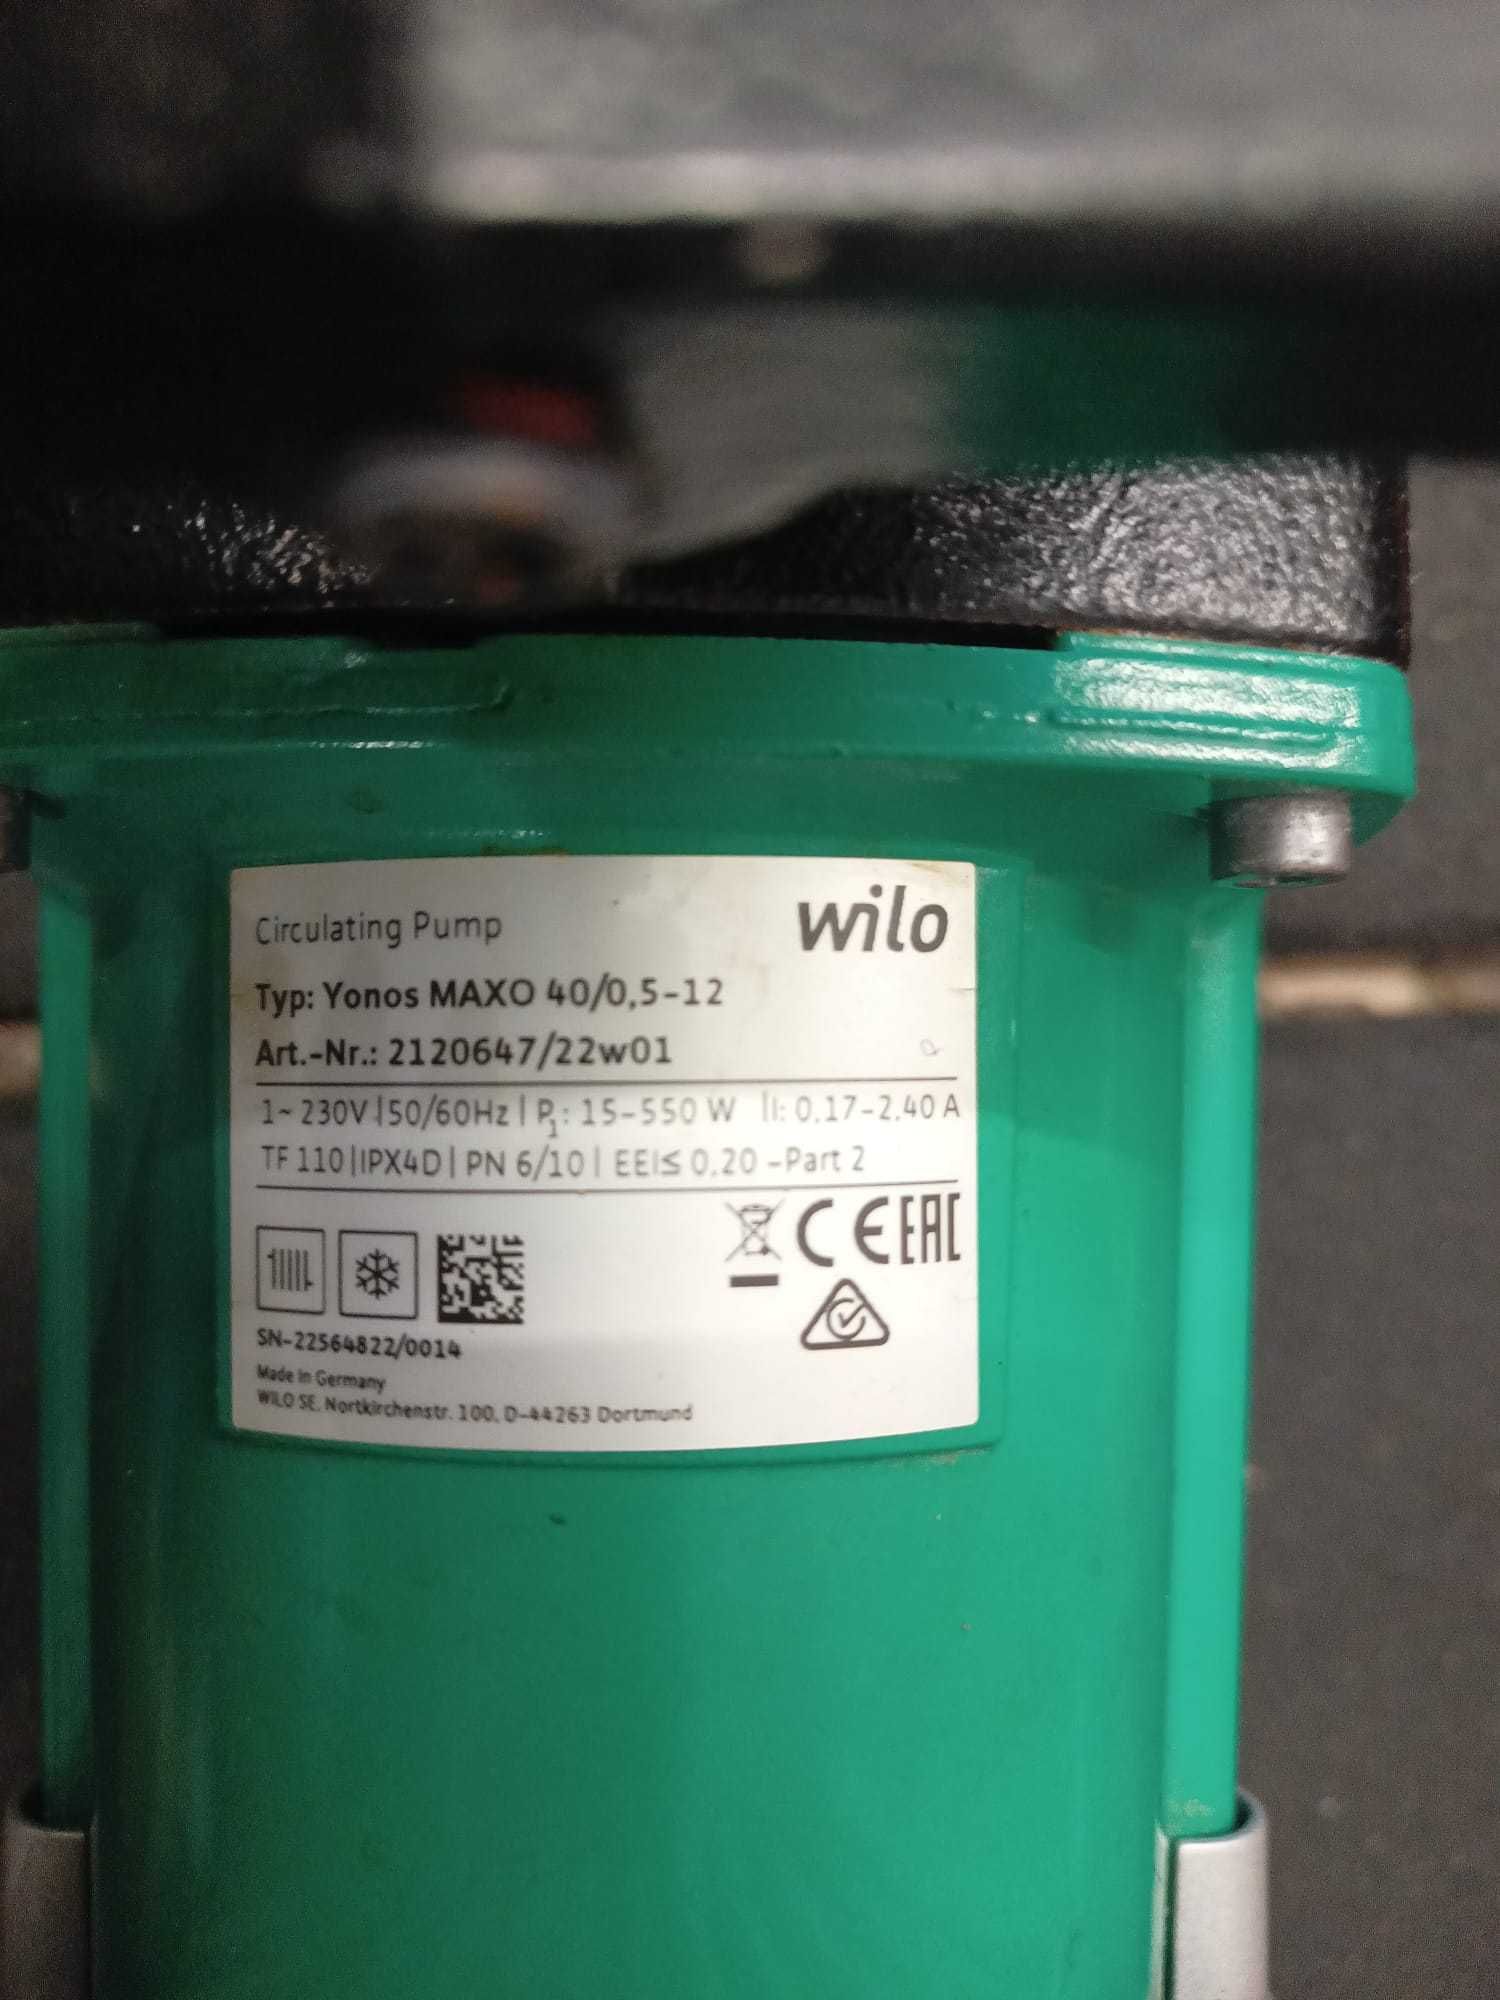 Circulating Pump
wilo
Typ: Yonos MAXO 40/0,5-12
Art.-Nr.: 2120647/22w01
1~ 230V|50/60Hz | P1: 15-550 W | I: 0,17-2,40 A
TF 110|IPX4D| PN 6/10 | EEI≤ 0,20 -Part 2
CE EAC
SN-22564822/0014
Made in Germany
WILO SE, Nortkirchenstr. 100, D-44263 Dortmund